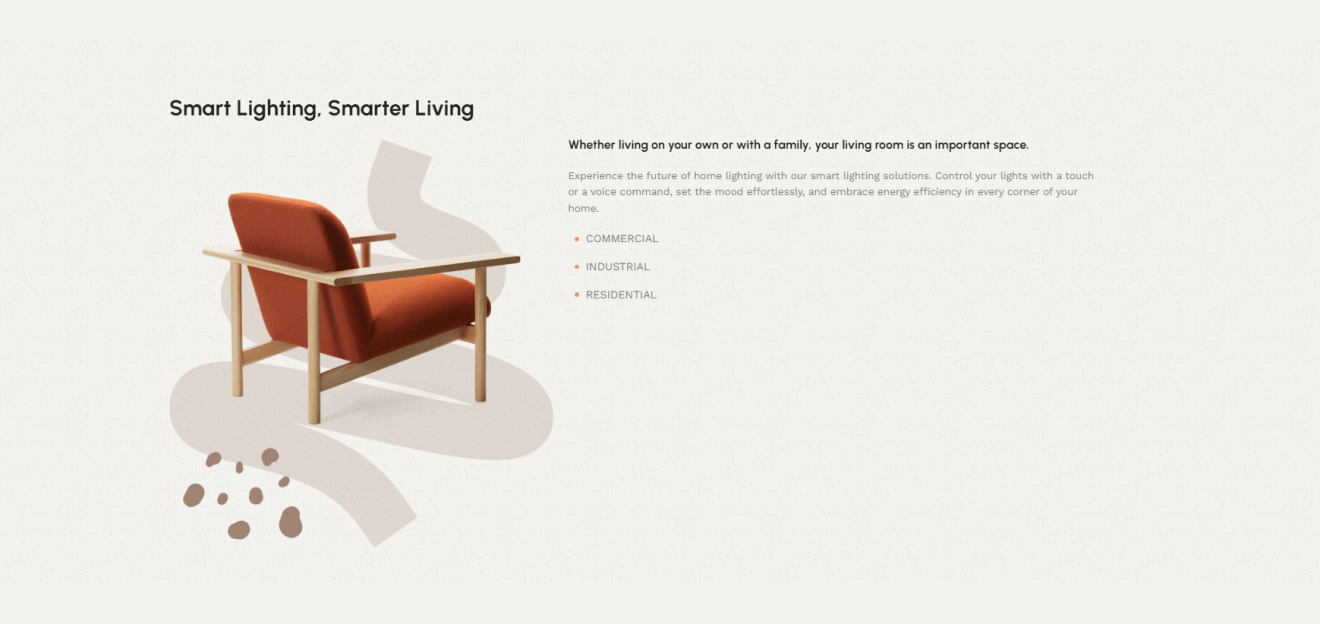 Smart Lighting, Smarter Living
Whether living on your own or with a family, your living room is an important space.
Experience the future of home lighting with our smart lighting solutions. Control your lights with a touch
or a voice command, set the mood effortlessly, and embrace energy efficiency in every corner of your
home.
COMMERCIAL
INDUSTRIAL
RESIDENTIAL